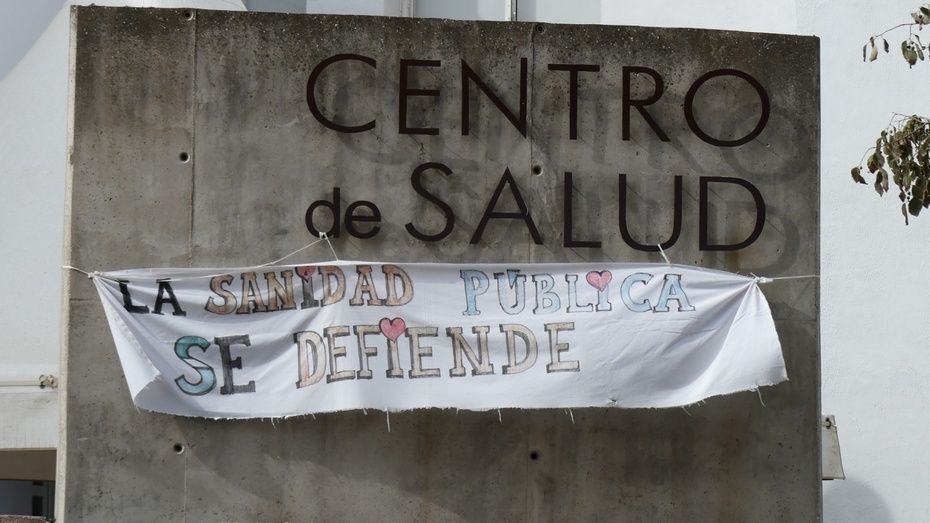 CENTRO
de SALUD
LA SANIDAD PÚBLICA
SE DEFIENDE